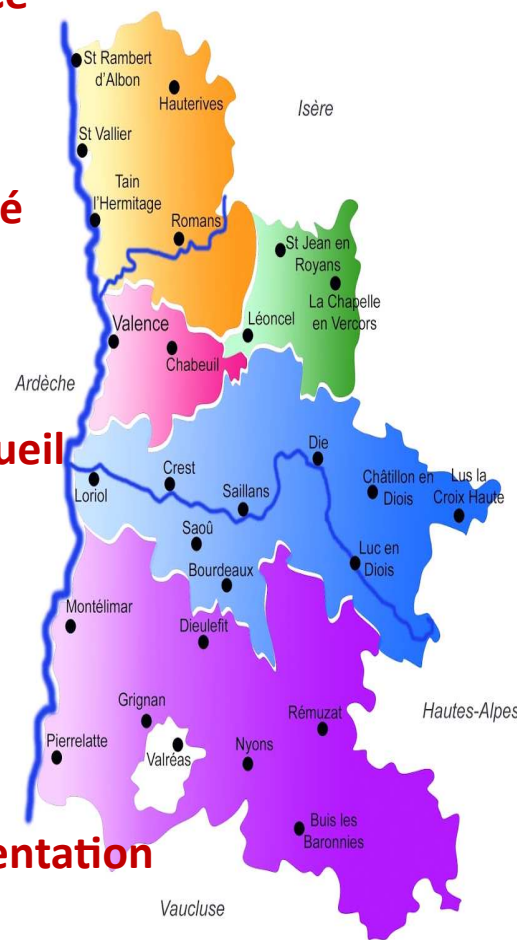 St Rambert
d'Albon
Hauterives
Isère
St Vallier
Tain
l'Hermitage
é
Romans
St Jean en
Royans
La Chapelle
en Vercors
Léoncel
Valence
Chabeuil
Ardèche
ueil
Die
Crest
Loriol
Saillans
Châtillon en
Diois
Lus la
Croix Haute
Saoû
Luc en
Diois
Bourdeaux
Montélimar
Dieulefit
Grignan
Rémuzat
Hautes-Alpes
Pierrelatte
Valréas
Nyons
Buis les
Baronnies
entation
Vaucluse